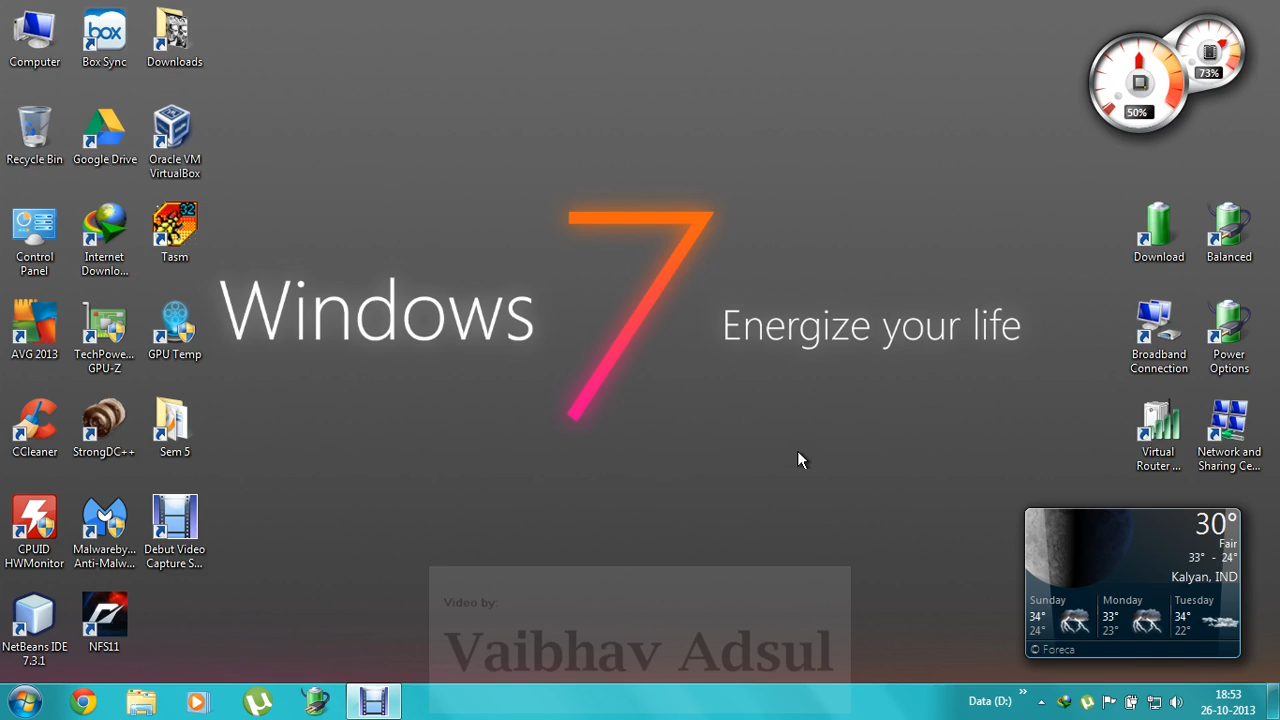 Computer
box
Box Sync
Downloads
73%
50%
Recycle Bin
Google Drive
Oracle VM
VirtualBox
Control
Panel
Internet
Downlo...
32
Tasm
Download
Balanced
Windows 7 Energize your life
AVG 2013
TechPowe...
GPU-Z
GPU Temp
Broadband
Connection
Power
Options
CCleaner
StrongDC++
Sem 5
Virtual
Router ...
Network and
Sharing Ce...
CPUID
HWMonitor
Malwareby...
Anti-Malw...
Debut Video
Capture S...
30°
Fair
33° - 24°
Kalyan, IND
Sunday
34°
24°
Monday
33°
23°
Tuesday
34°
22°
© Foreca
NetBeans IDE
7.3.1
NFS11
Video by:
Vaibhav Adsul
Data (D:)
18:53
26-10-2013